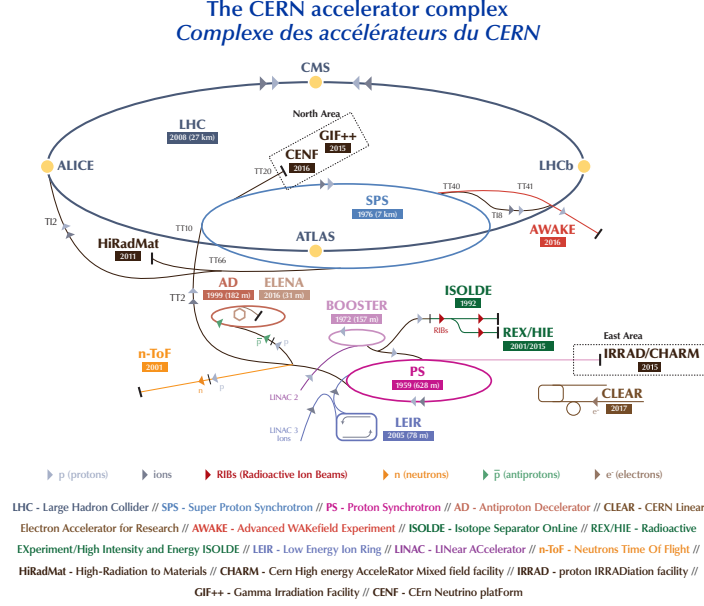 The CERN accelerator complex
Complexe des accélérateurs du CERN
CMS
North Area
LHC
2008 (27 km)
GIF++
2015
CENF
2016
ALICE
LHCb
TT20
TT40
TT41
SPS
1976 (7 km)
TI2
TI8
TT10
ATLAS
AWAKE
2016
HiRadMat
2011
TT66
AD
1999 (182 m)
ELENA
2016 (31 m)
TT2
ISOLDE
1992
BOOSTER
1972 (157 m)
RIBs
REX/HIE
2001/2015
East Area
p
p
n-ToF
2001
IRRAD/CHARM
2015
PS
1959 (628 m)
n
p
LINAC 2
CLEAR
2017
e-
LINAC 3
Ions
LEIR
2005 (78 m)
p (protons)
ions
RIBs (Radioactive Ion Beams)
n (neutrons)
p̅ (antiprotons)
e- (electrons)
LHC - Large Hadron Collider // SPS - Super Proton Synchrotron // PS - Proton Synchrotron // AD - Antiproton Decelerator // CLEAR - CERN Linear
Electron Accelerator for Research // AWAKE - Advanced WAKefield Experiment // ISOLDE - Isotope Separator OnLine // REX/HIE - Radioactive
EXperiment/High Intensity and Energy ISOLDE // LEIR - Low Energy Ion Ring // LINAC - LINear ACcelerator // n-ToF - Neutrons Time Of Flight //
HiRadMat - High-Radiation to Materials // CHARM - Cern High energy AcceleRator Mixed field facility // IRRAD - proton IRRADiation facility //
GIF++ - Gamma Irradiation Facility // CENF - CErn Neutrino platForm